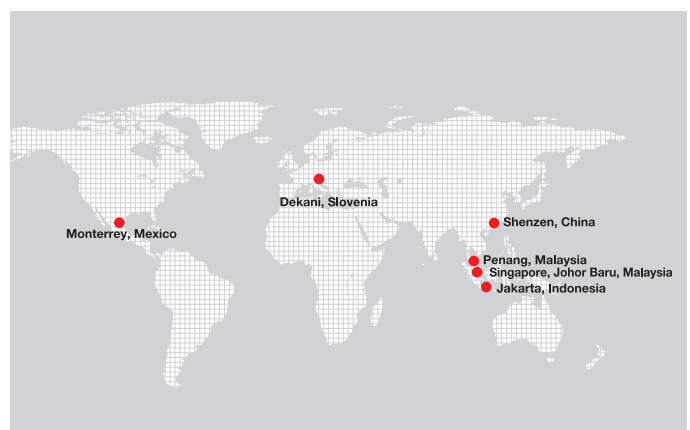 Dekani, Slovenia
Shenzen, China
Monterrey, Mexico
Penang, Malaysia
Singapore, Johor Baru, Malaysia
Jakarta, Indonesia